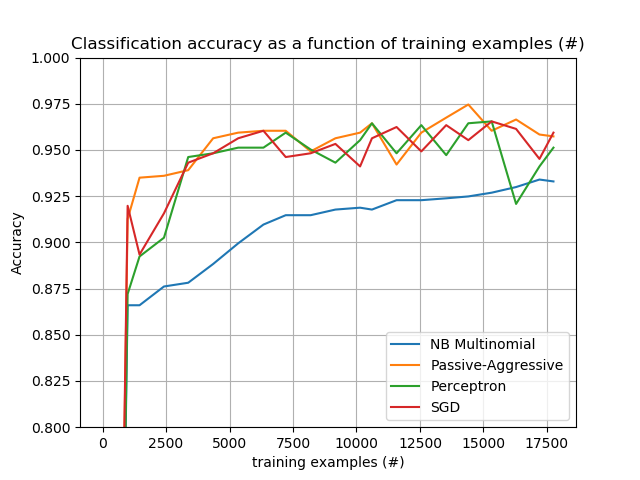 Classification accuracy as a function of training examples (#)
1.000
0.975
0.950
0.925
0.900
0.875
0.850
0.825
0.800
Accuracy
NB Multinomial
Passive-Aggressive
Perceptron
SGD
0 2500 5000 7500 10000 12500 15000 17500
training examples (#)